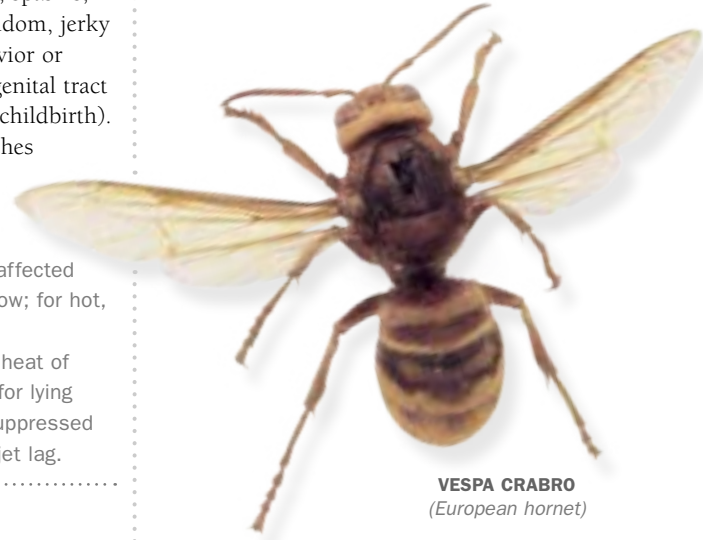 dom, jerky
vior or
genital tract
childbirth).
hes
affected
ow; for hot,
heat of
for lying
uppressed
jet lag.
VESPA CRABRO
(European hornet)